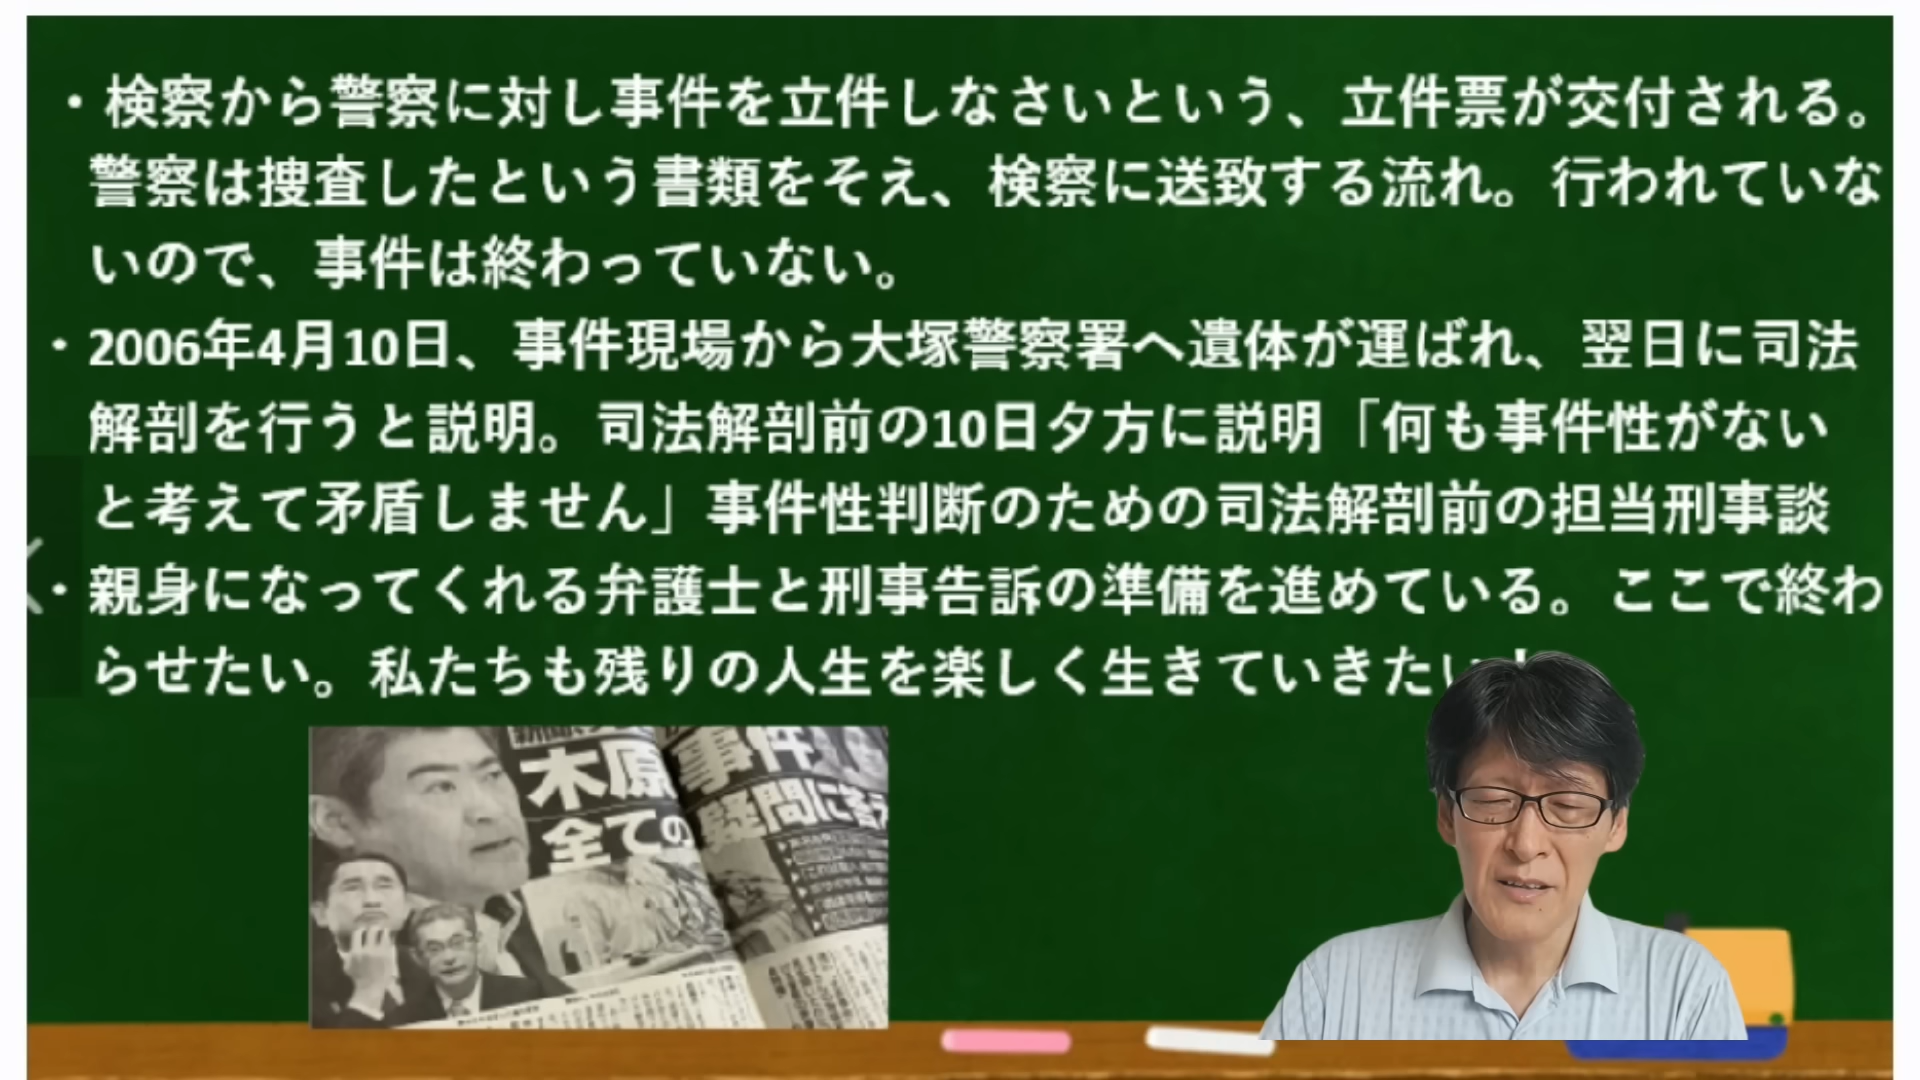 ・検察から警察に対し事件を立件しなさいという、立件票が交付される。
警察は捜査したという書類をそえ、検察に送致する流れ。行われていな
いので、事件は終わっていない。
・2006年4月10日、事件現場から大塚警察署へ遺体が運ばれ、翌日に司法
解剖を行うと説明。司法解剖前の10日夕方に説明「何も事件性がない
と考えて矛盾しません」事件性判断のための司法解剖前の担当刑事談
・親身になってくれる弁護士と刑事告訴の準備を進めている。ここで終わ
らせたい。私たちも残りの人生を楽しく生きていきたい
木原
全ての
事件
疑問に答